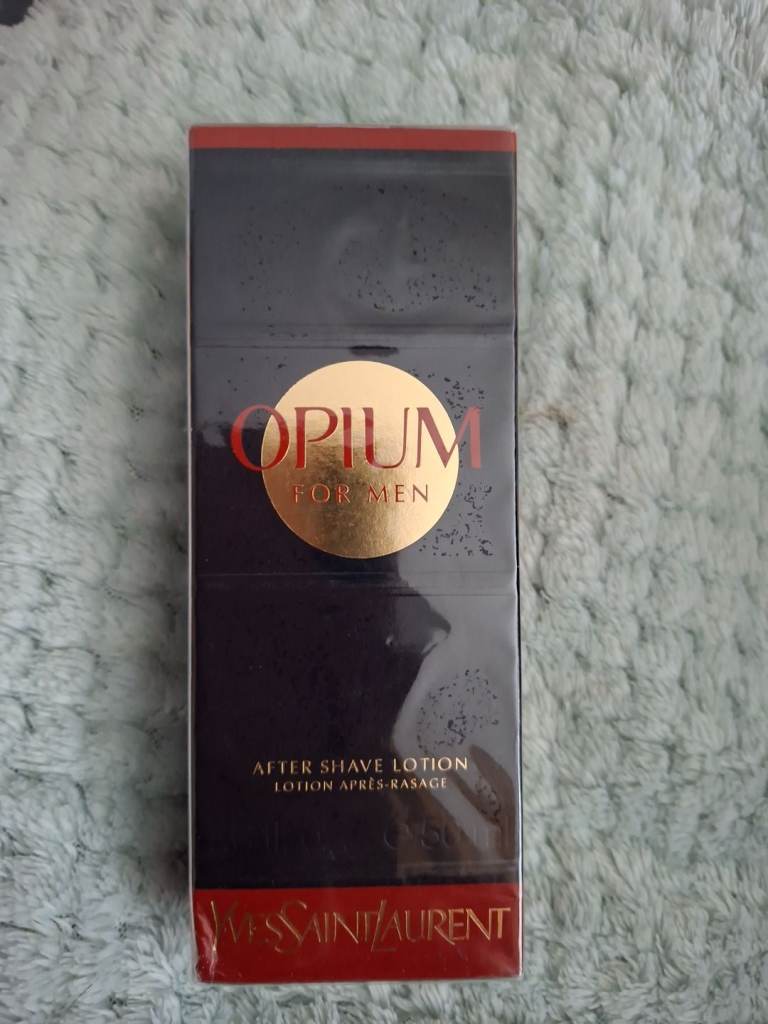 OPIUM
FOR MEN
AFTER SHAVE LOTION
LOTION APRÈS-RASAGE
YVESSAINTLAURENT